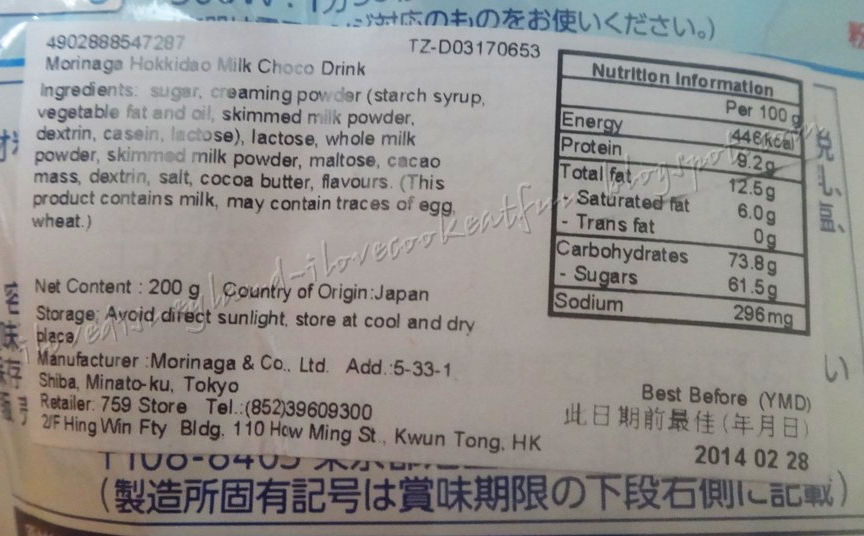 対応のものをお使いください。)
4902888547287 TZ-D03170653
Morinaga Hokkidao Milk Choco Drink
Ingredients: sugar, creaming powder (starch syrup,
vegetable fat and oil, skimmed milk powder,
dextrin, casein, lactose), lactose, whole milk
powder, skimmed milk powder, maltose, cacao
mass, dextrin, salt, cocoa butter, flavours. (This
product contains milk, may contain traces of egg,
wheat.)
Nutrition Information
Per 100 g
Energy 446kcal
Protein 9.2g
Total fat 12.5g
- Saturated fat 6.0g
- Trans fat 0g
Carbohydrates 73.8g
- Sugars 61.5g
Sodium 296mg
Net Content : 200 g Country of Origin:Japan
Storage: Avoid direct sunlight, store at cool and dry
place.
Manufacturer :Morinaga & Co., Ltd. Add.:5-33-1
Shiba, Minato-ku, Tokyo
Retailer: 759 Store Tel.:(852)39609300
2/F Hing Win Fty Bldg, 110 How Ming St., Kwun Tong, HK
Best Before (YMD)
此日期前最佳(年月日)
2014 02 28
(製造所固有記号は賞味期限の下段右側に記載)